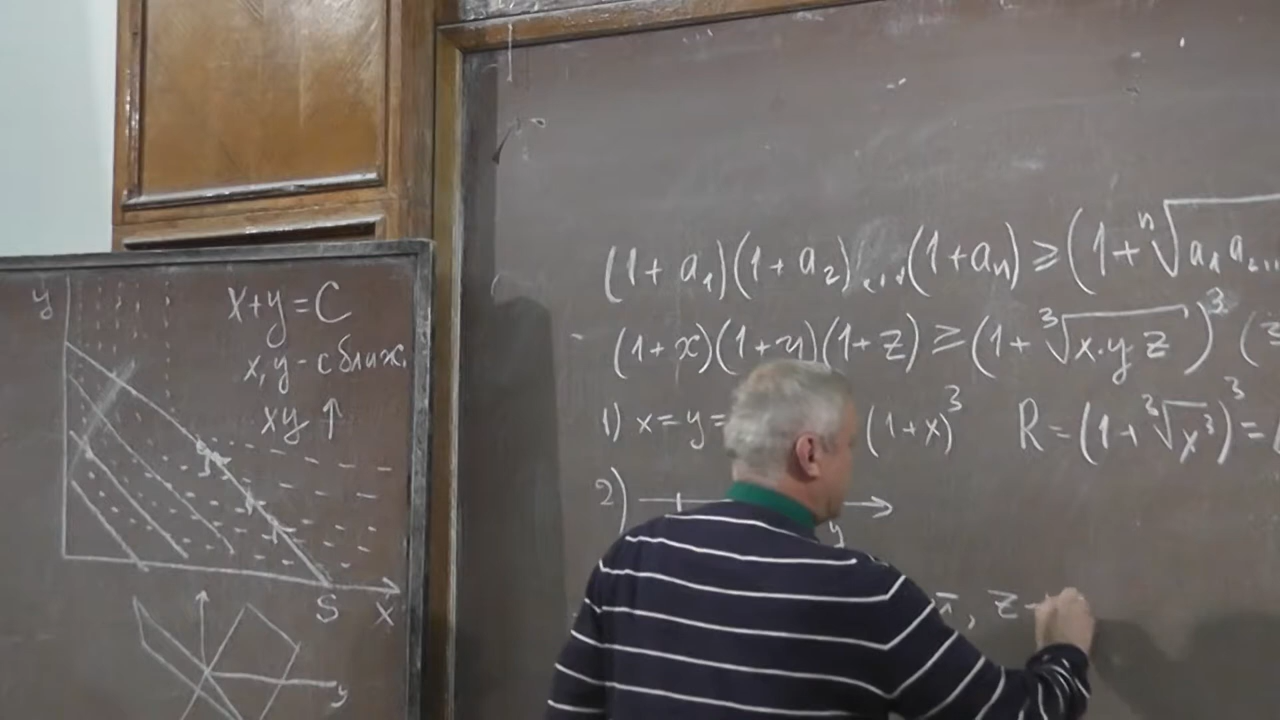 y
x+y=C
x,y - сближ.
xy ↑
S
x
y
(1+a₁)(1+a₂)...(1+aₙ) ≥ (1+ⁿ√a₁a₂...
(1+x)(1+y)(1+z) ≥ (1+∛x·y·z)³ (3
1) x=y= (1+x)³ R=(1+∛x³)³=
2)
y
, z